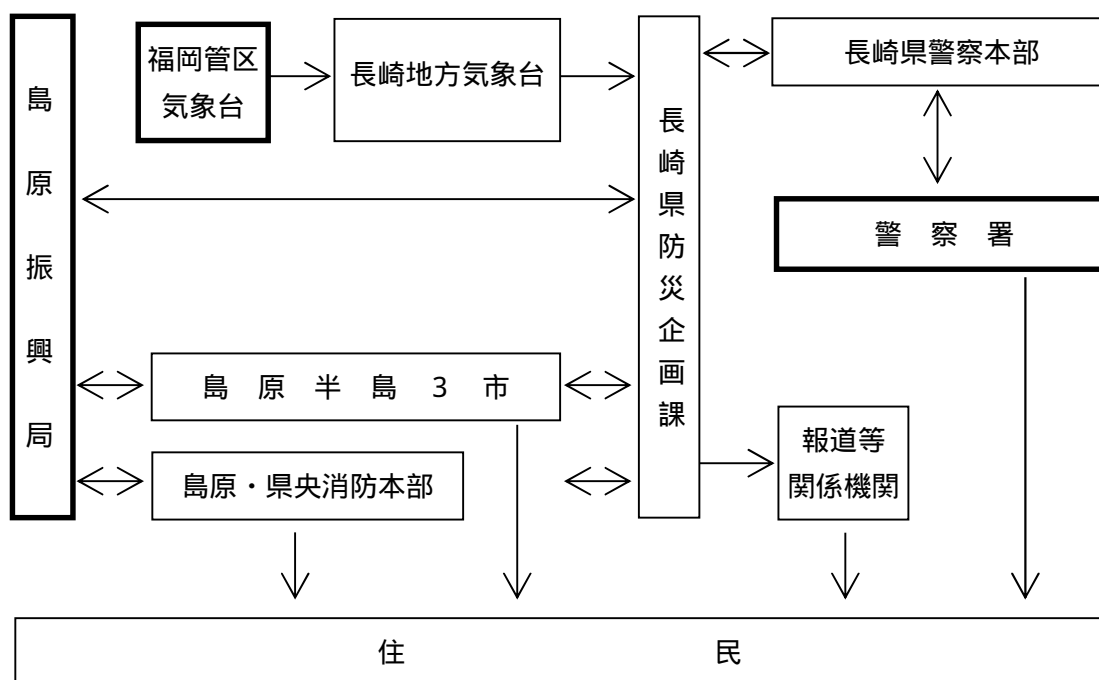 島原振興局
福岡管区
気象台
長崎地方気象台
長崎県防災企画課
長崎県警察本部
警察署
島原半島3市
島原・県央消防本部
報道等
関係機関
住民